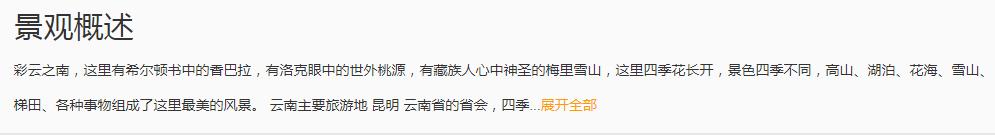 景观概述
彩云之南，这里有希尔顿书中的香巴拉，有洛克眼中的世外桃源，有藏族人心中神圣的梅里雪山，这里四季花长开，景色四季不同，高山、湖泊、花海、雪山、
梯田、各种事物组成了这里最美的风景。 云南主要旅游地 昆明 云南省的省会，四季...展开全部